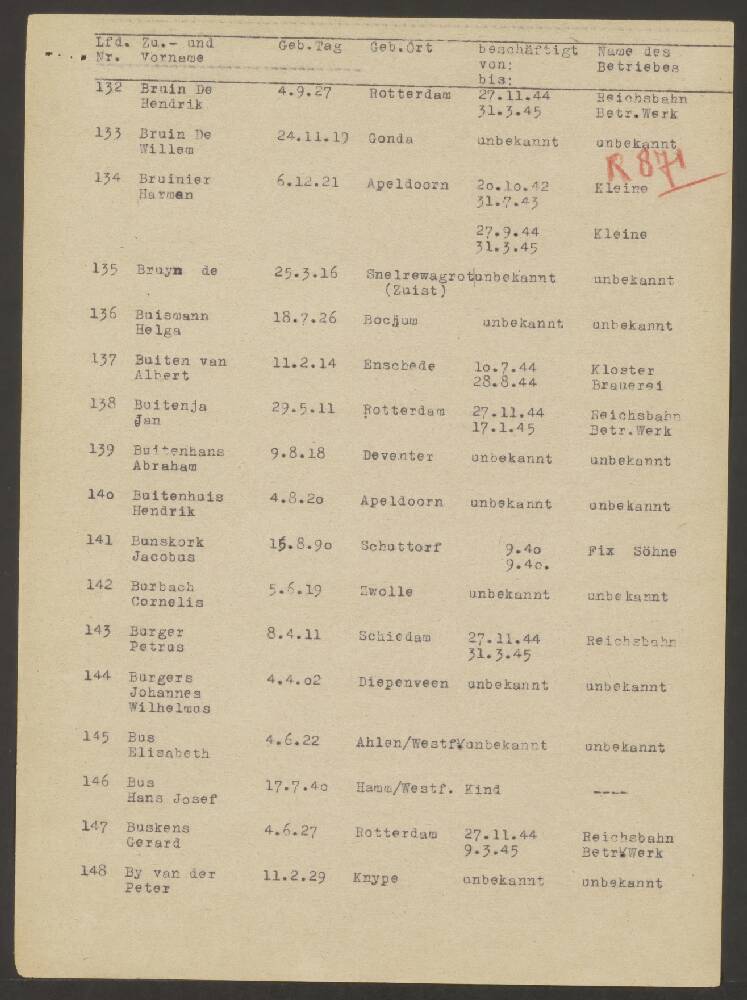 Lfd. Zu.- und Geb.Tag Geb.Ort beschäftigt Name des
Nr. Vorname von: Betriebes
bis:
132 Bruin De 4.9.27 Rotterdam 27.11.44 Reichsbahn
Hendrik 31.3.45 Betr.Werk
133 Bruin De 24.11.19 Gonda unbekannt unbekannt
Willem
R 871
134 Bruinier 6.12.21 Apeldoorn 2o.1o.42 Kleine
Harman 31.7.43
27.9.44 Kleine
31.3.45
135 Bruyn de 25.3.16 Snelrewagrotunbekannt unbekannt
(Zuist)
136 Buismann 18.7.26 Bochum unbekannt unbekannt
Helga
137 Buiten van 11.2.14 Enschede 1o.7.44 Kloster
Albert 28.8.44 Brauerei
138 Buitenja 29.5.11 Rotterdam 27.11.44 Reichsbahn
Jan 17.1.45 Betr.Werk
139 Buitenhans 9.8.18 Deventer unbekannt unbekannt
Abraham
14o Buitenhuis 4.8.2o Apeldoorn unbekannt unbekannt
Hendrik
141 Bunskork 15.8.9o Schuttorf 9.4o Fix Söhne
Jacobus 9.4o.
142 Burbach 5.6.19 Zwolle unbekannt unbekannt
Cornelis
143 Burger 8.4.11 Schiedam 27.11.44 Reichsbahn
Petrus 31.3.45
144 Burgers 4.4.o2 Diepenveen unbekannt unbekannt
Johannes
Wilhelmus
145 Bus 4.6.22 Ahlen/Westf.unbekannt unbekannt
Elisabeth
146 Bus 17.7.4o Hamm/Westf. Kind ----
Hans Josef
147 Buskens 4.6.27 Rotterdam 27.11.44 Reichsbahn
Gerard 9.3.45 Betr.Werk
148 By van der 11.2.29 Knype unbekannt unbekannt
Peter